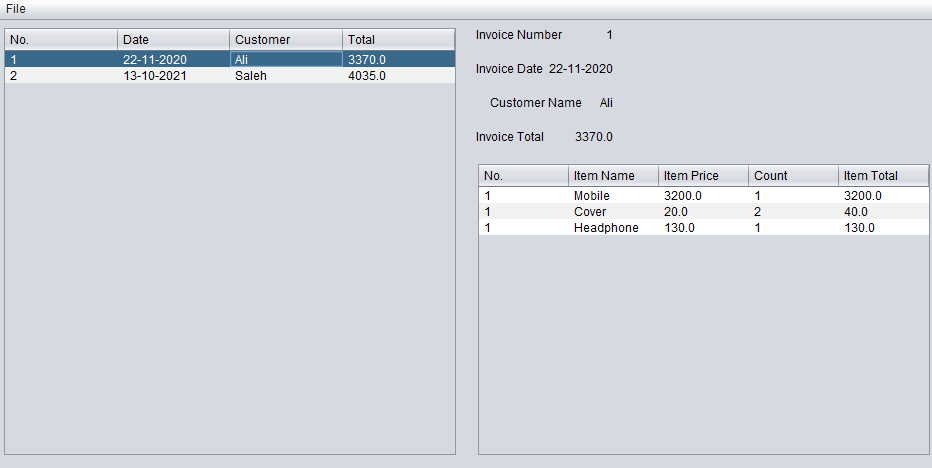 File
No. Date Customer Total
1 22-11-2020 Ali 3370.0
2 13-10-2021 Saleh 4035.0
Invoice Number 1
Invoice Date 22-11-2020
Customer Name Ali
Invoice Total 3370.0
No. Item Name Item Price Count Item Total
1 Mobile 3200.0 1 3200.0
1 Cover 20.0 2 40.0
1 Headphone 130.0 1 130.0